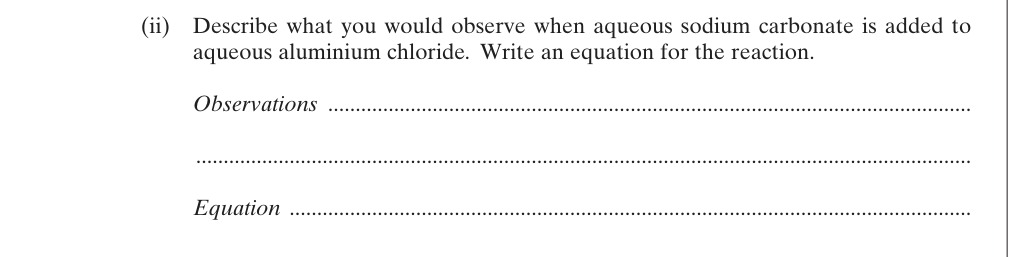 (ii) Describe what you would observe when aqueous sodium carbonate is added to
aqueous aluminium chloride. Write an equation for the reaction.
Observations ........................................................................................................................
................................................................................................................................................
Equation ...............................................................................................................................